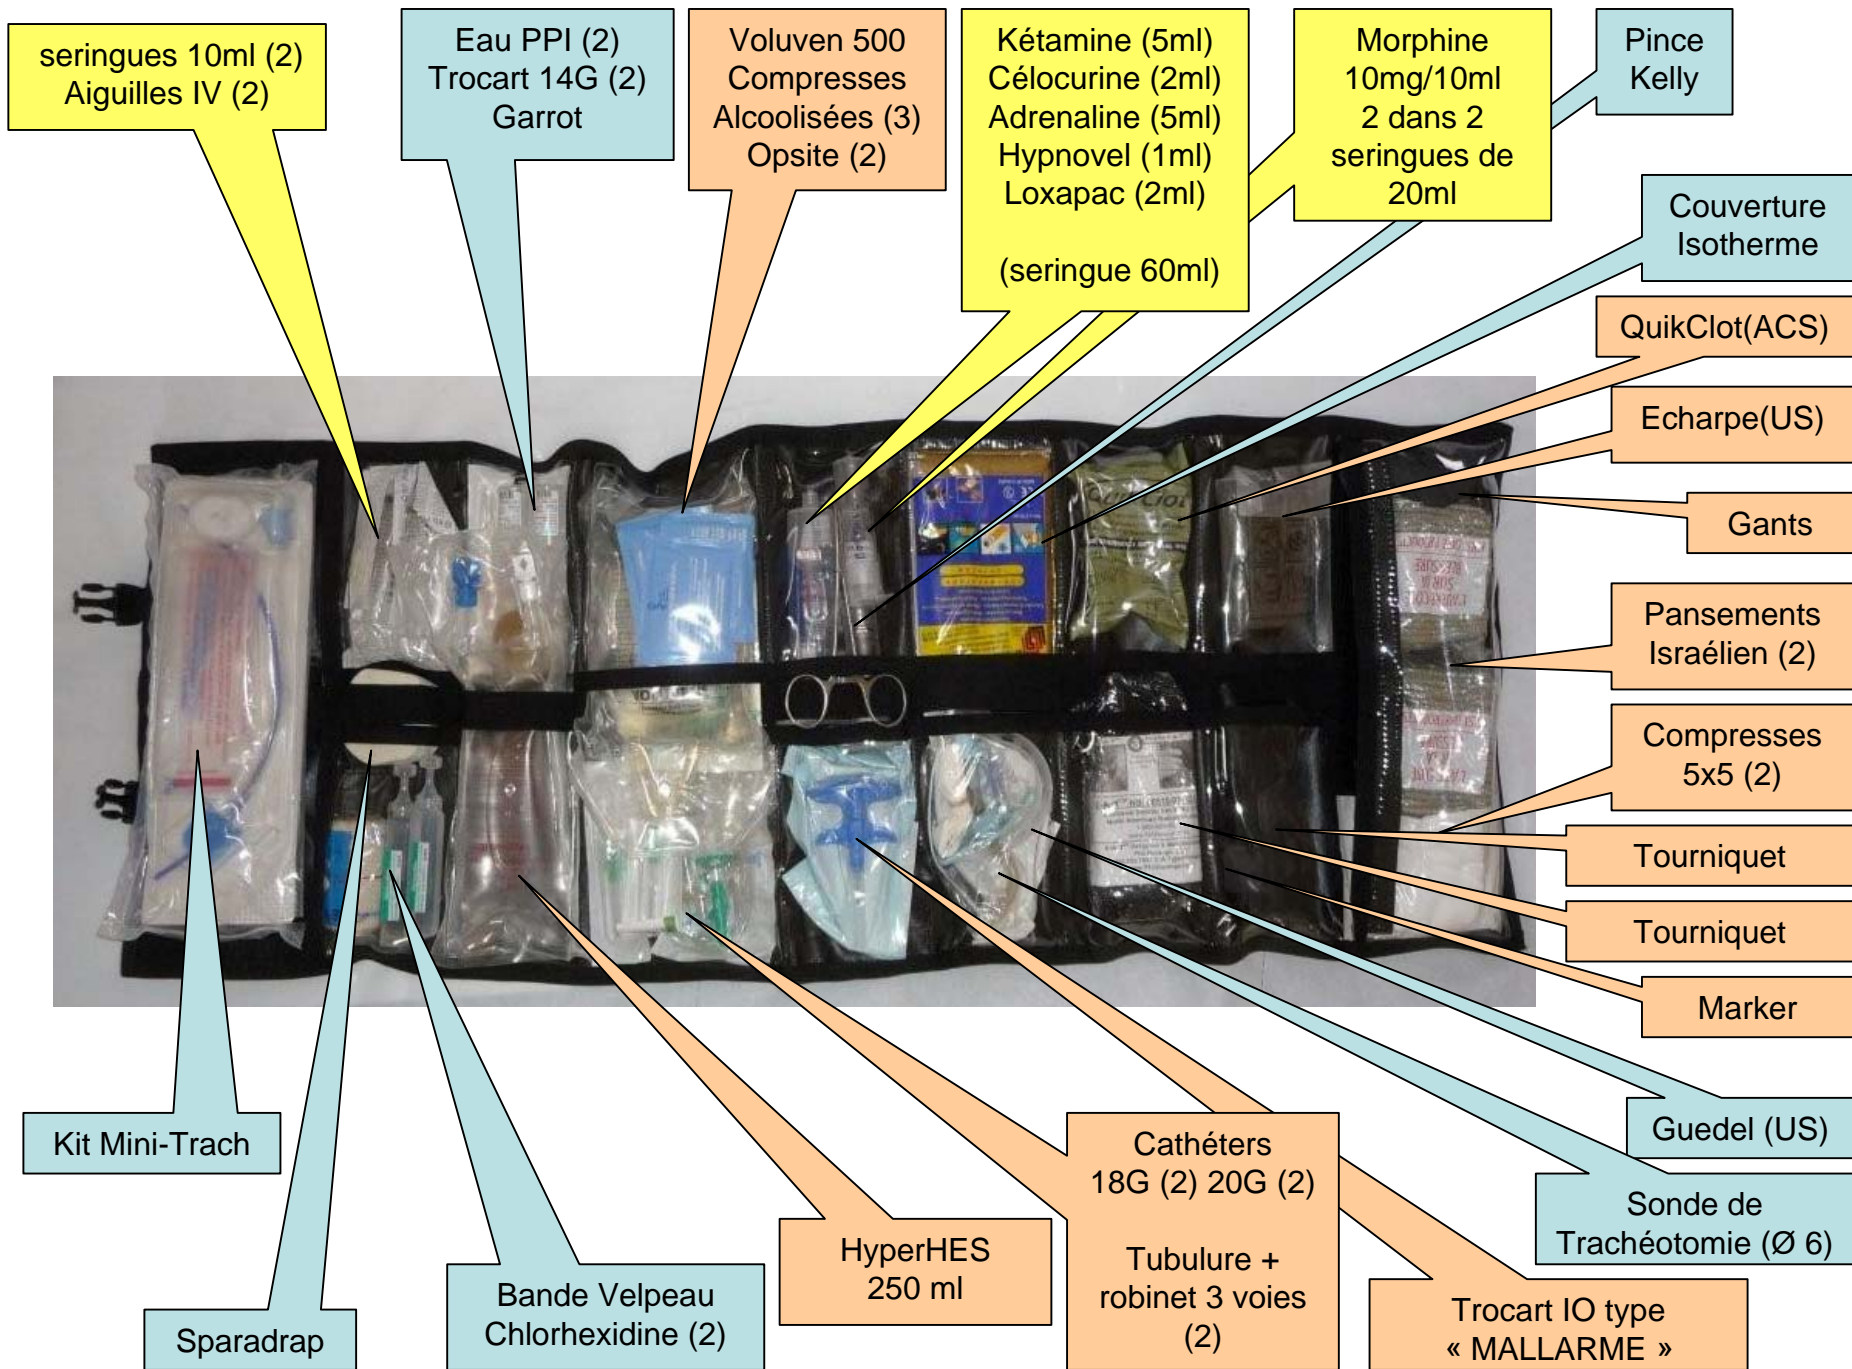 seringues 10ml (2)
Aiguilles IV (2)
Eau PPI (2)
Trocart 14G (2)
Garrot
Voluven 500
Compresses
Alcoolisées (3)
Opsite (2)
Kétamine (5ml)
Célocurine (2ml)
Adrenaline (5ml)
Hypnovel (1ml)
Loxapac (2ml)
(seringue 60ml)
Morphine
10mg/10ml
2 dans 2
seringues de
20ml
Pince
Kelly
Couverture
Isotherme
QuikClot(ACS)
Echarpe(US)
Gants
Pansements
Israélien (2)
Compresses
5x5 (2)
Tourniquet
Tourniquet
Marker
Guedel (US)
Sonde de
Trachéotomie (Ø 6)
Trocart IO type
« MALLARME »
Cathéters
18G (2) 20G (2)
Tubulure +
robinet 3 voies
(2)
HyperHES
250 ml
Bande Velpeau
Chlorhexidine (2)
Sparadrap
Kit Mini-Trach